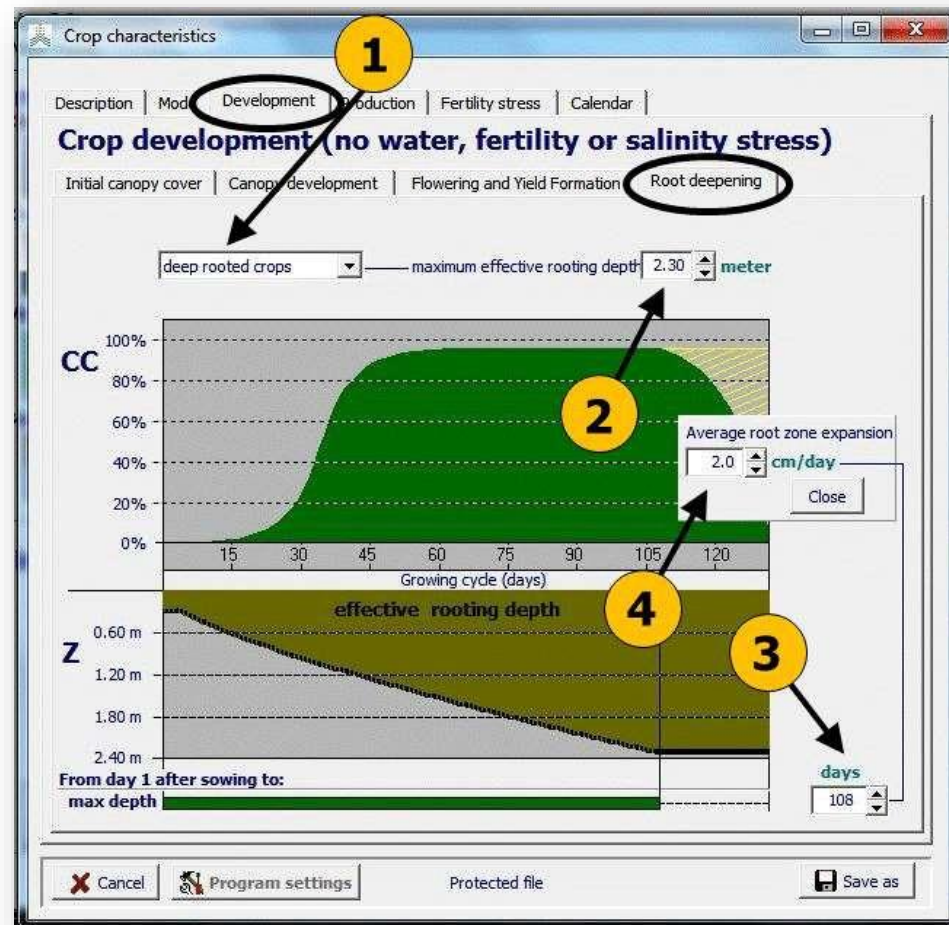 Crop characteristics
1
Description Mod Development Production Fertility stress Calendar
Crop development (no water, fertility or salinity stress)
Initial canopy cover Canopy development Flowering and Yield Formation Root deepening
deep rooted crops maximum effective rooting depth 2.30 meter
CC
100%
80%
60%
40%
20%
0%
2
Average root zone expansion
2.0 cm/day
Close
15 30 45 60 75 90 105 120
Growing cycle (days)
effective rooting depth
4
3
Z
0.60 m
1.20 m
1.80 m
2.40 m
From day 1 after sowing to:
max depth
days
108
Cancel Program settings Protected file Save as